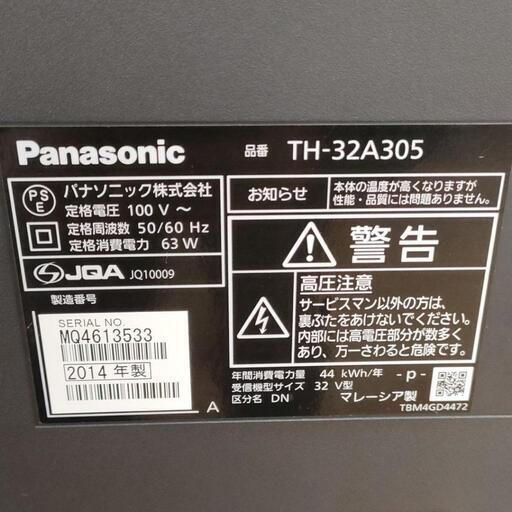 Panasonic
品番 TH-32A305
PS
E
パナソニック株式会社
定格電圧 100 V ～
定格周波数 50/60 Hz
定格消費電力 63 W
JQA JQ10009
製造番号
SERIAL NO.
MQ4613533
2014 年製
A
お知らせ
本体の温度が高くなりますが
性能・品質には問題ありません。
警告
高圧注意
サービスマン以外の方は、
裏ぶたをあけないでください。
内部には高電圧部分が数多く
あり、万一さわると危険です。
年間消費電力量 44 kWh/年
受信機型サイズ 32 V型
区分名 DN
-p-
マレーシア製
TBM4GD4472